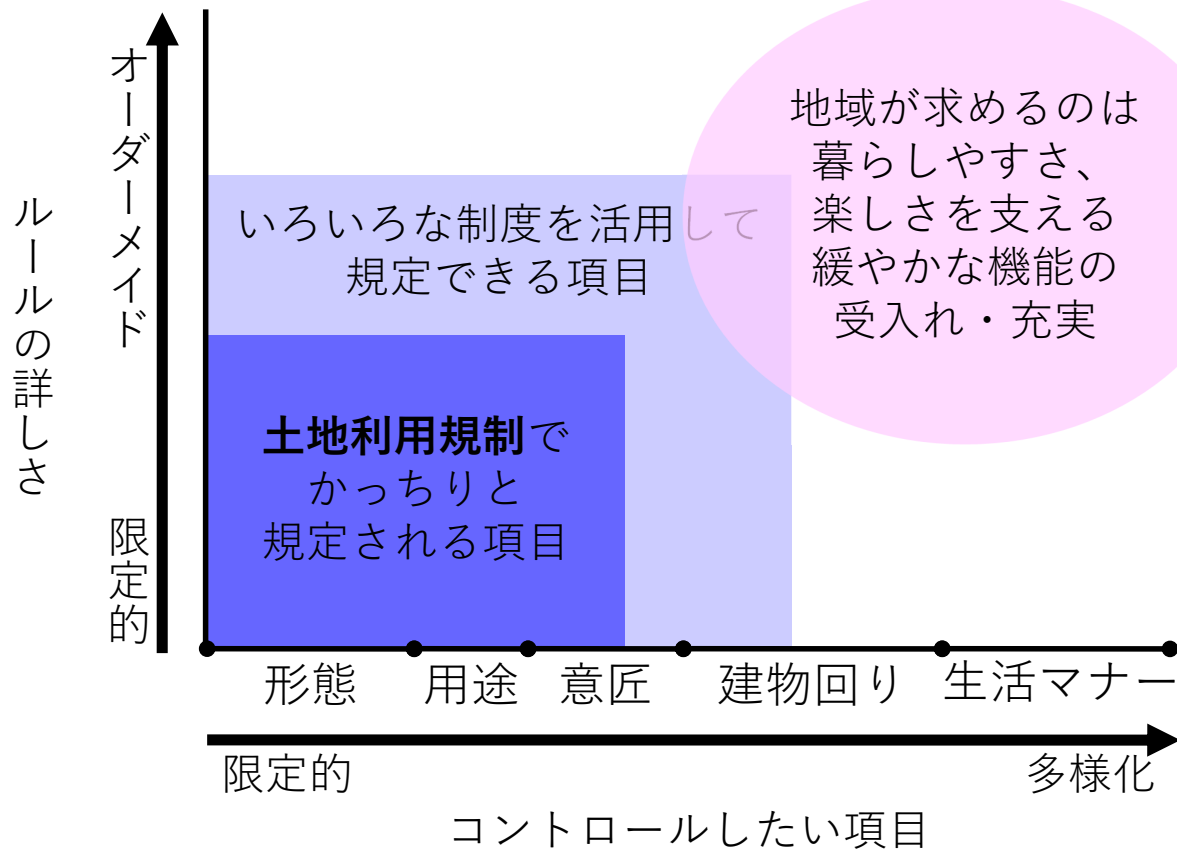 ルールの詳しさ
オーダーメイド
限定的
地域が求めるのは
暮らしやすさ、
楽しさを支える
緩やかな機能の
受入れ・充実
いろいろな制度を活用して
規定できる項目
土地利用規制で
かっちりと
規定される項目
形態 用途 意匠 建物回り 生活マナー
限定的 多様化
コントロールしたい項目